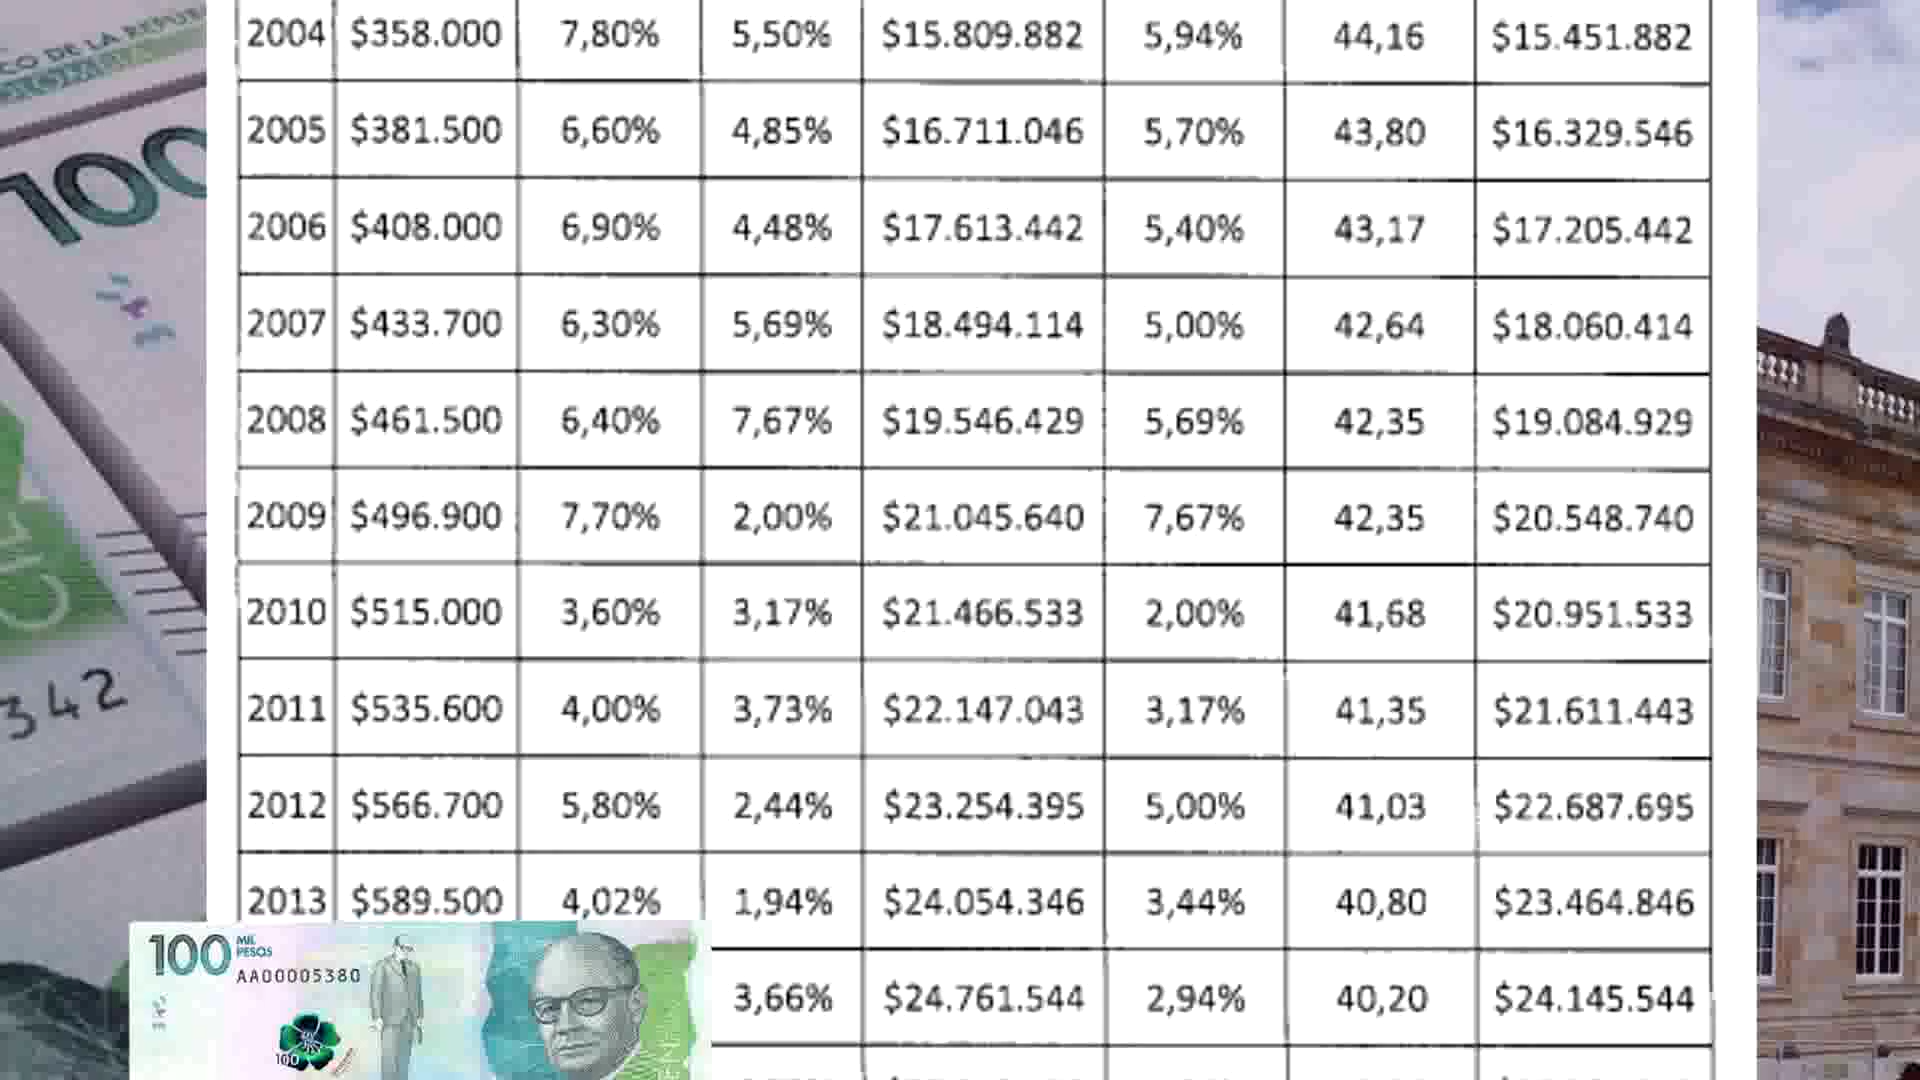 CO DE LA REPUB
100
342
2004 $358.000 7,80% 5,50% $15.809.882 5,94% 44,16 $15.451.882
2005 $381.500 6,60% 4,85% $16.711.046 5,70% 43,80 $16.329.546
2006 $408.000 6,90% 4,48% $17.613.442 5,40% 43,17 $17.205.442
2007 $433.700 6,30% 5,69% $18.494.114 5,00% 42,64 $18.060.414
2008 $461.500 6,40% 7,67% $19.546.429 5,69% 42,35 $19.084.929
2009 $496.900 7,70% 2,00% $21.045.640 7,67% 42,35 $20.548.740
2010 $515.000 3,60% 3,17% $21.466.533 2,00% 41,68 $20.951.533
2011 $535.600 4,00% 3,73% $22.147.043 3,17% 41,35 $21.611.443
2012 $566.700 5,80% 2,44% $23.254.395 5,00% 41,03 $22.687.695
2013 $589.500 4,02% 1,94% $24.054.346 3,44% 40,80 $23.464.846
3,66% $24.761.544 2,94% 40,20 $24.145.544
100 MIL
PESOS
AA00005380
100